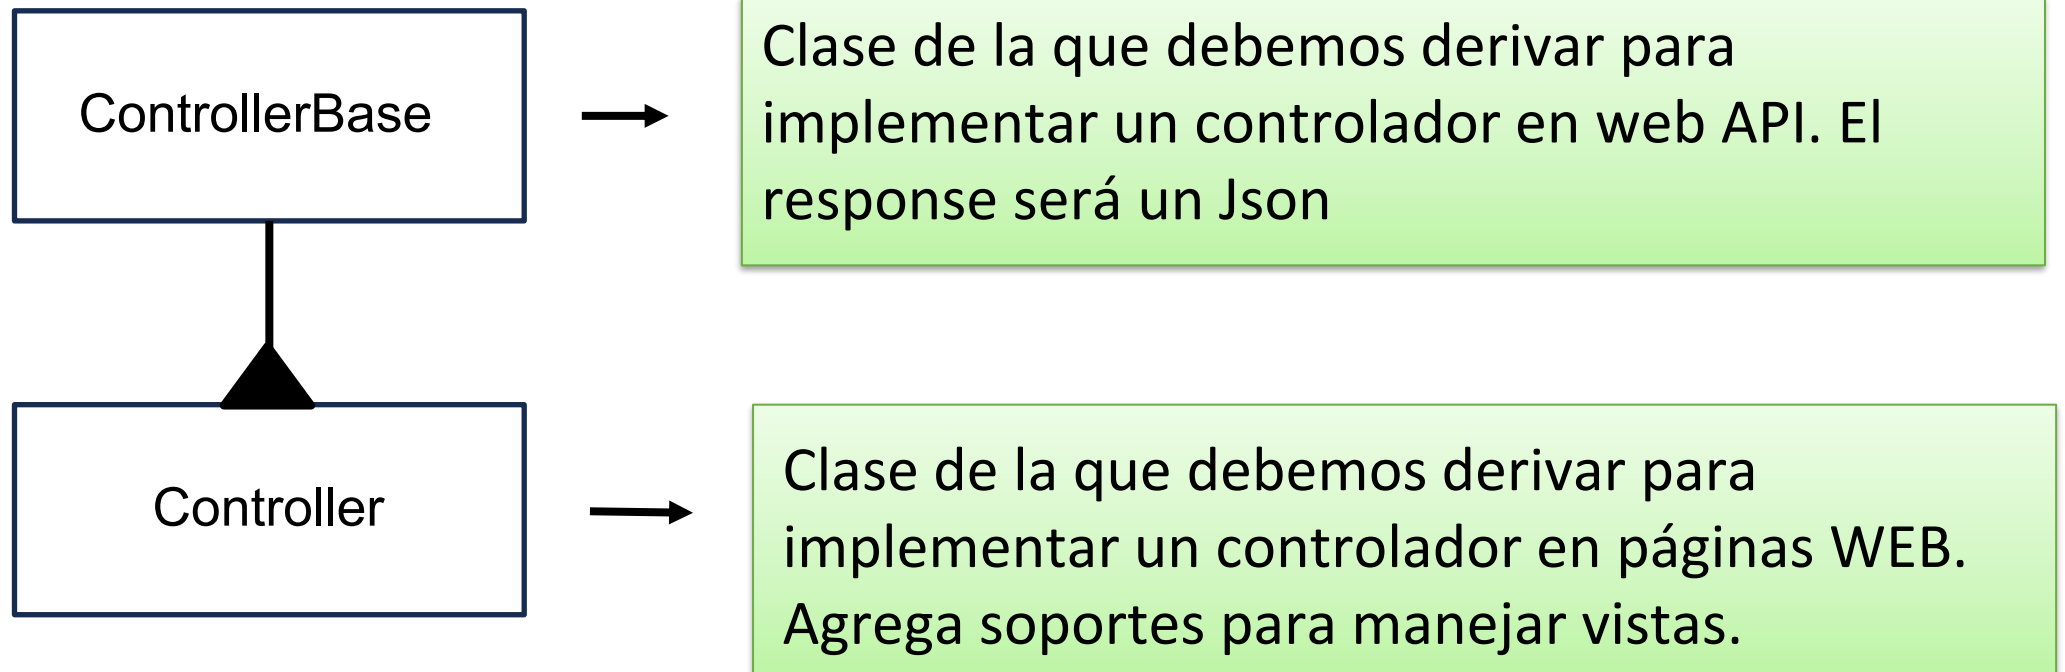 ControllerBase
Clase de la que debemos derivar para
implementar un controlador en web API. El
response será un Json
Controller
Clase de la que debemos derivar para
implementar un controlador en páginas WEB.
Agrega soportes para manejar vistas.